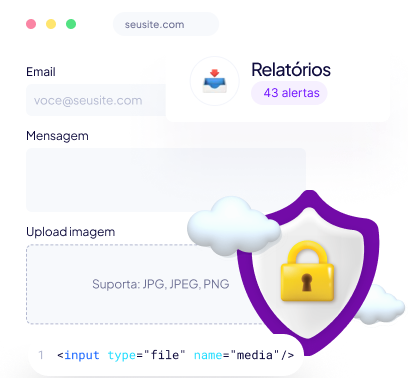 seusite.com
Email
voce@seusite.com
Relatórios
43 alertas
Mensagem
Upload imagem
Suporta: JPG, JPEG, PNG
1 <input type="file" name="media"/>